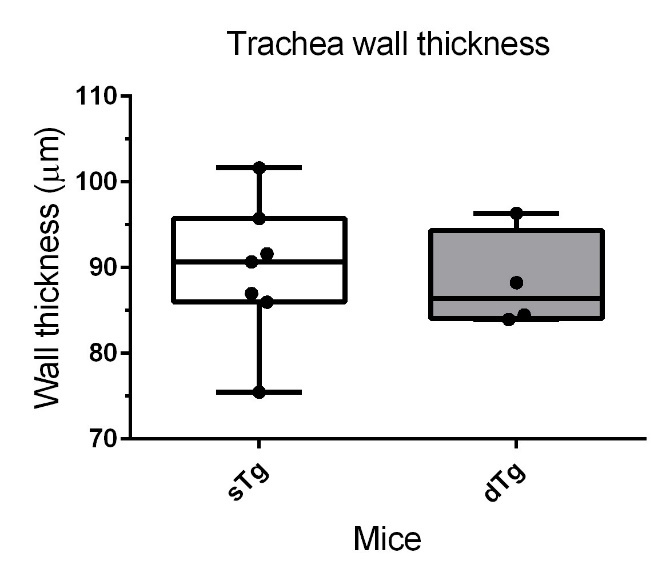 Trachea wall thickness
Wall thickness (μm)
110
100
90
80
70
sTg
dTg
Mice